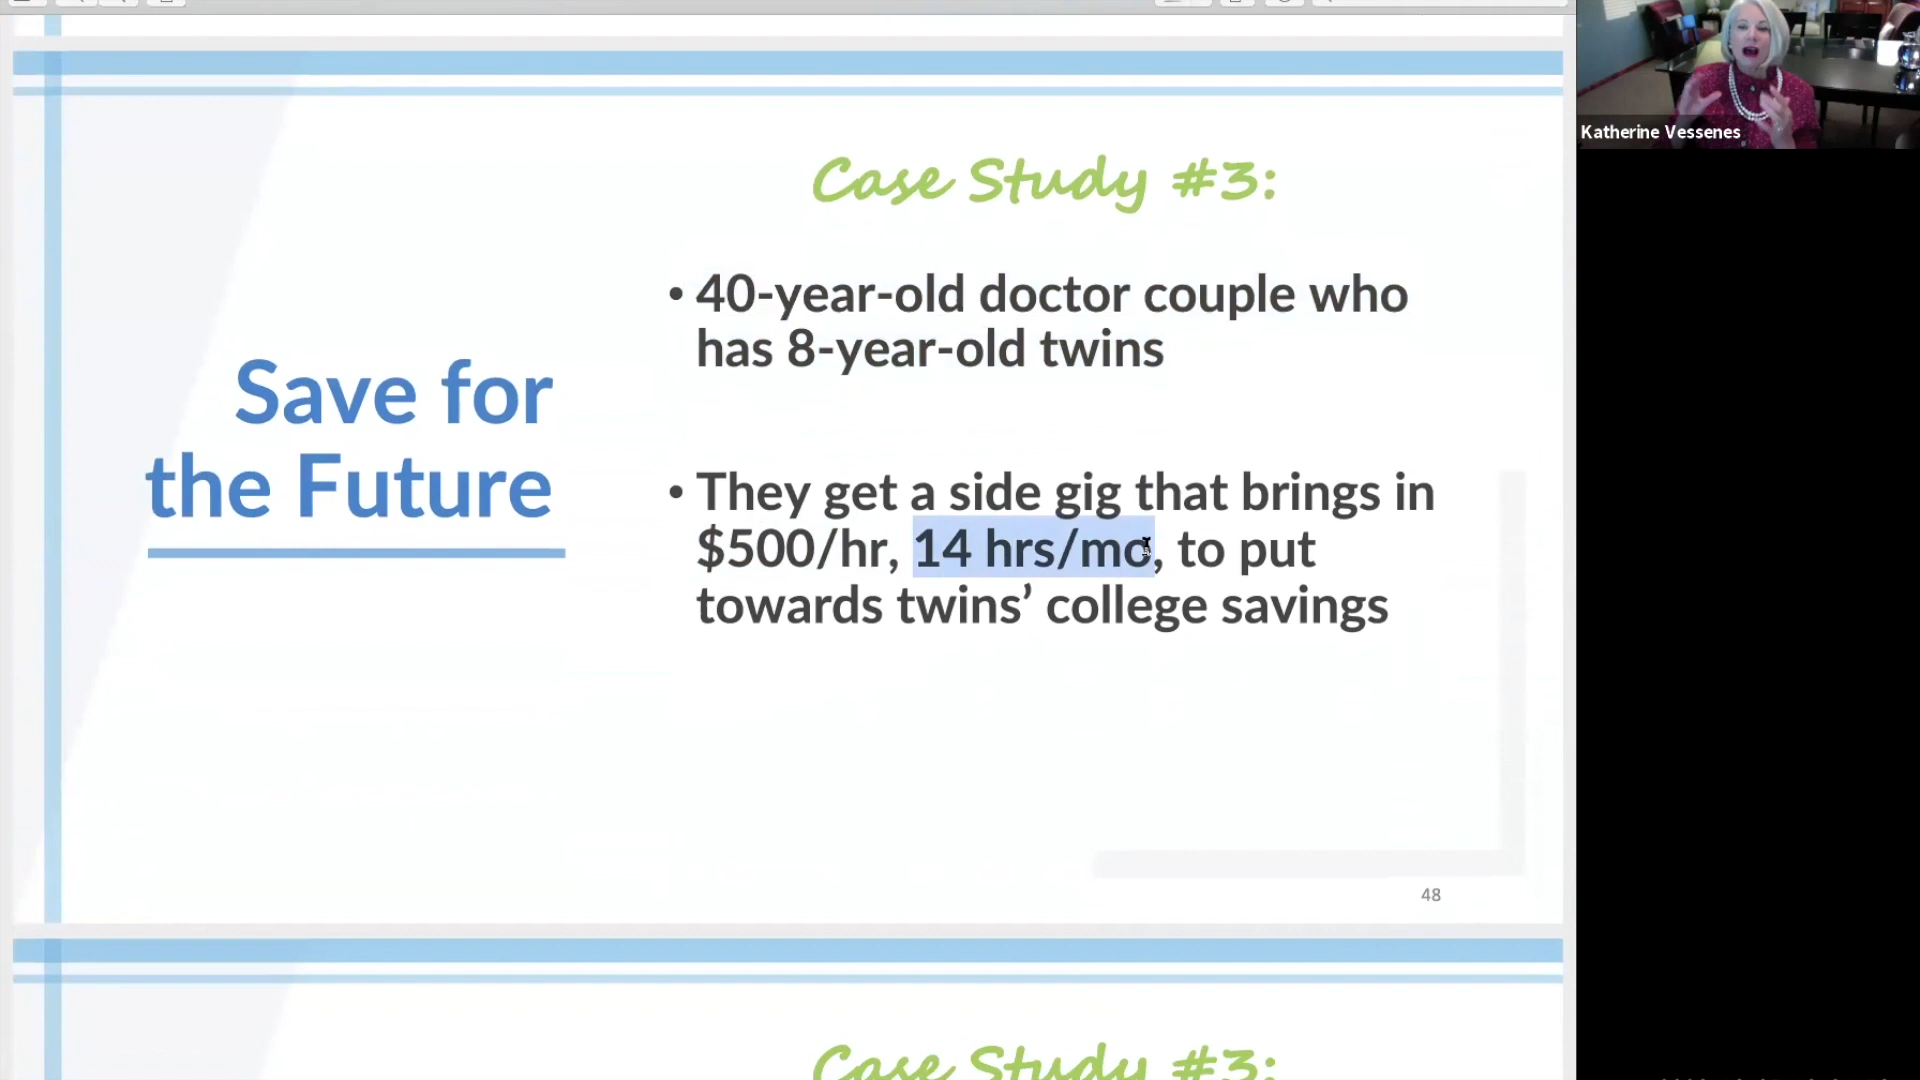 Katherine Vessenes
Case Study #3:
• 40-year-old doctor couple who
has 8-year-old twins
Save for
the Future
• They get a side gig that brings in
$500/hr, 14 hrs/mo, to put
towards twins’ college savings
48
Case Study #3: